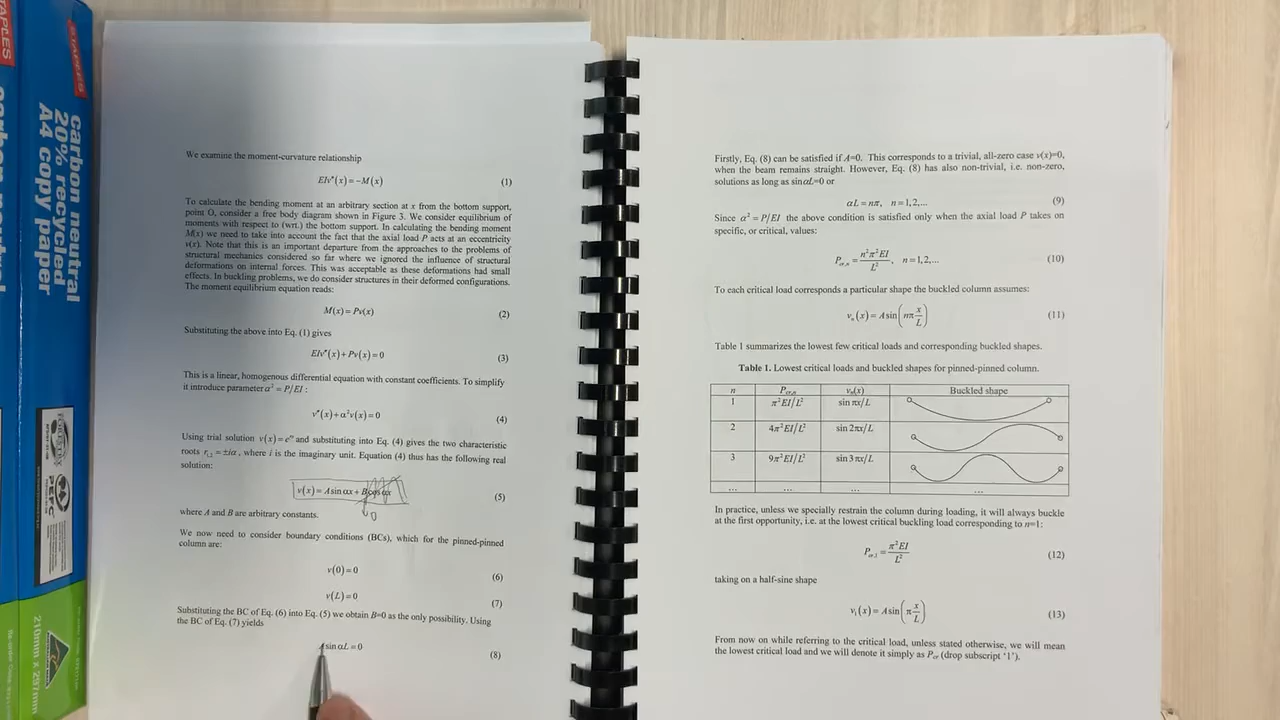 STAPLES
carbon neutral
20% recycled
A4 copy paper
PEFC
210mm x 297mm
We examine the moment-curvature relationship
EIv″(x) = −M(x) (1)
To calculate the bending moment at an arbitrary section at x from the bottom support,
point O, consider a free body diagram shown in Figure 3. We consider equilibrium of
moments with respect to (wrt.) the bottom support. In calculating the bending moment
M(x) we need to take into account the fact that the axial load P acts at an eccentricity
v(x). Note that this is an important departure from the approaches to the problems of
structural mechanics considered so far where we ignored the influence of structural
deformations on internal forces. This was acceptable as these deformations had small
effects. In buckling problems, we do consider structures in their deformed configurations.
The moment equilibrium equation reads:
M(x) = Pv(x) (2)
Substituting the above into Eq. (1) gives
EIv″(x) + Pv(x) = 0 (3)
This is a linear, homogenous differential equation with constant coefficients. To simplify
it introduce parameter α² = P/EI :
v″(x) + α²v(x) = 0 (4)
Using trial solution v(x) = eʳˣ and substituting into Eq. (4) gives the two characteristic
roots r₁,₂ = ±iα , where i is the imaginary unit. Equation (4) thus has the following real
solution:
v(x) = A sin αx + B cos αx (5)
0
where A and B are arbitrary constants.
We now need to consider boundary conditions (BCs), which for the pinned-pinned
column are:
v(0) = 0 (6)
v(L) = 0 (7)
Substituting the BC of Eq. (6) into Eq. (5) we obtain B=0 as the only possibility. Using
the BC of Eq. (7) yields
A sin αL = 0 (8)
Firstly, Eq. (8) can be satisfied if A=0. This corresponds to a trivial, all-zero case v(x)=0,
when the beam remains straight. However, Eq. (8) has also non-trivial, i.e. non-zero,
solutions as long as sinαL=0 or
αL = nπ, n = 1,2,... (9)
Since α² = P/EI the above condition is satisfied only when the axial load P takes on
specific, or critical, values:
Pcr,n = n²π²EI/L², n = 1,2,... (10)
To each critical load corresponds a particular shape the buckled column assumes:
vₙ(x) = A sin(nπ x/L) (11)
Table 1 summarizes the lowest few critical loads and corresponding buckled shapes.
Table 1. Lowest critical loads and buckled shapes for pinned-pinned column.
n Pcr,n vₙ(x) Buckled shape
1 π²EI/L² sin πx/L
2 4π²EI/L² sin 2πx/L
3 9π²EI/L² sin 3πx/L
... ... ... ...
In practice, unless we specially restrain the column during loading, it will always buckle
at the first opportunity, i.e. at the lowest critical buckling load corresponding to n=1:
Pcr,1 = π²EI/L² (12)
taking on a half-sine shape
v₁(x) = A sin(π x/L) (13)
From now on while referring to the critical load, unless stated otherwise, we will mean
the lowest critical load and we will denote it simply as Pcr (drop subscript '1').